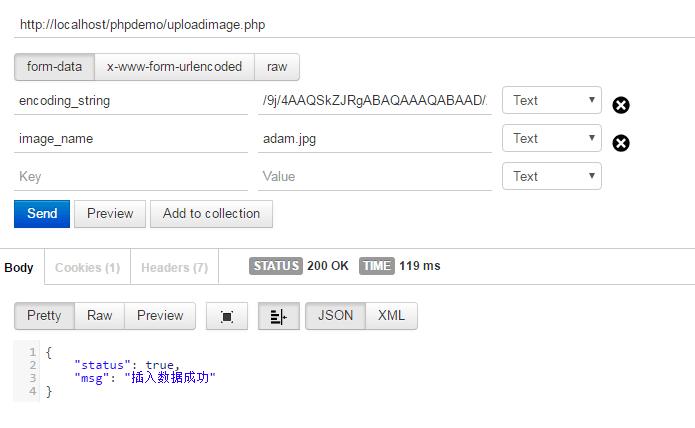 http://localhost/phpdemo/uploadimage.php
form-data x-www-form-urlencoded raw
encoding_string /9j/4AAQSkZJRgABAQAAAQABAAD/ Text
image_name adam.jpg Text
Key Value Text
Send Preview Add to collection
Body Cookies (1) Headers (7) STATUS 200 OK TIME 119 ms
Pretty Raw Preview JSON XML
1 {
2 "status": true,
3 "msg": "插入数据成功"
4 }